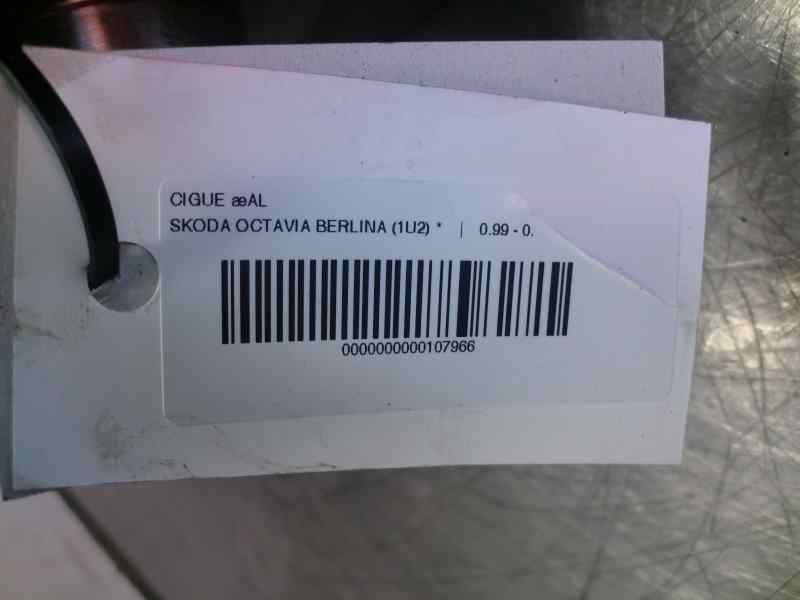 CIGUE æAL
SKODA OCTAVIA BERLINA (1U2) * | 0.99 - 0.
0000000000107966